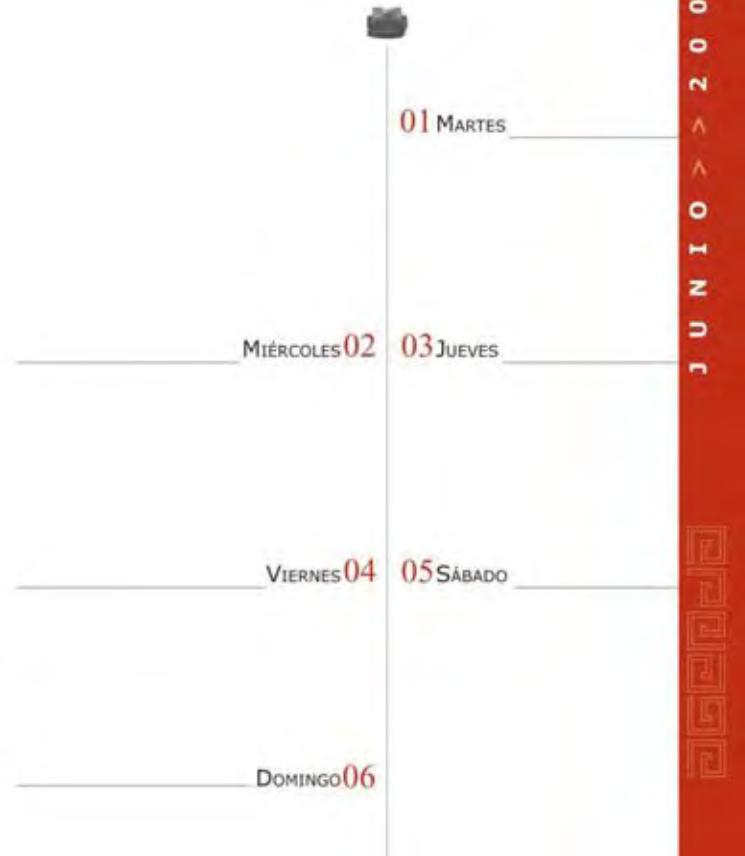 01 MARTES
MIÉRCOLES 02
03 JUEVES
VIERNES 04
05 SÁBADO
DOMINGO 06
JUNIO >> 200